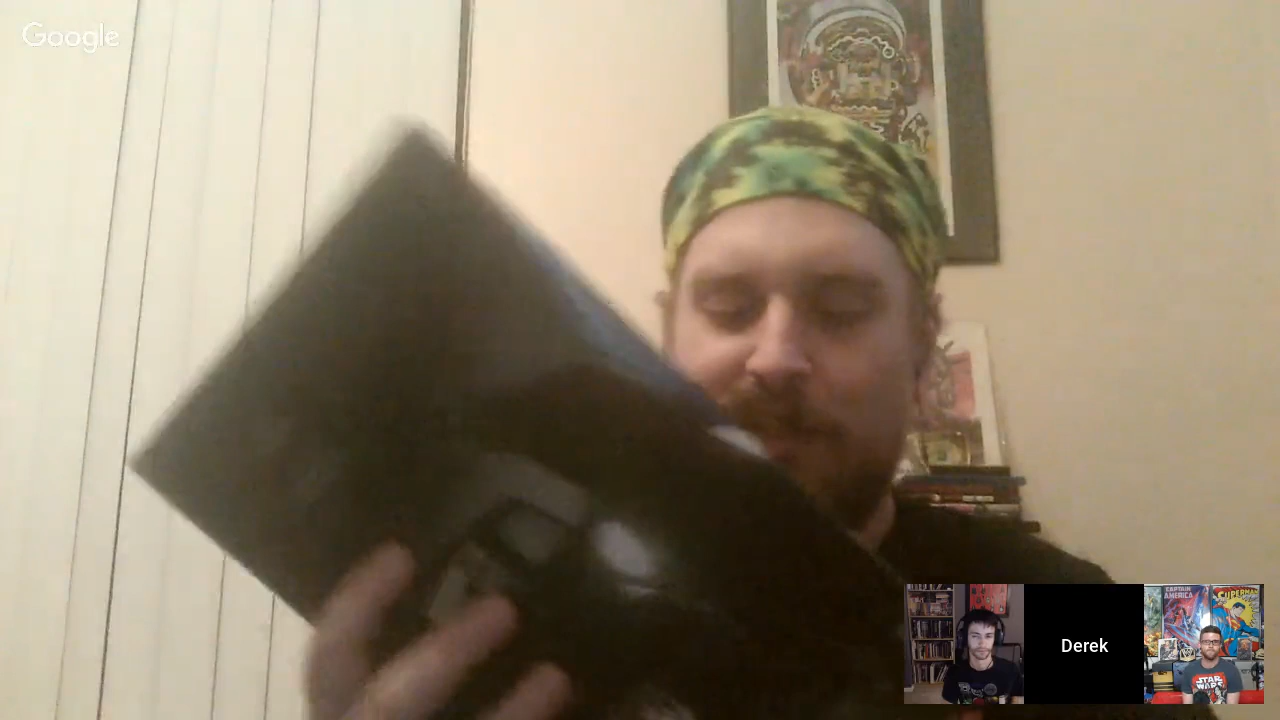 Google
Derek
CAPTAIN
AMERICA
SUPERMAN
STAR
WARS